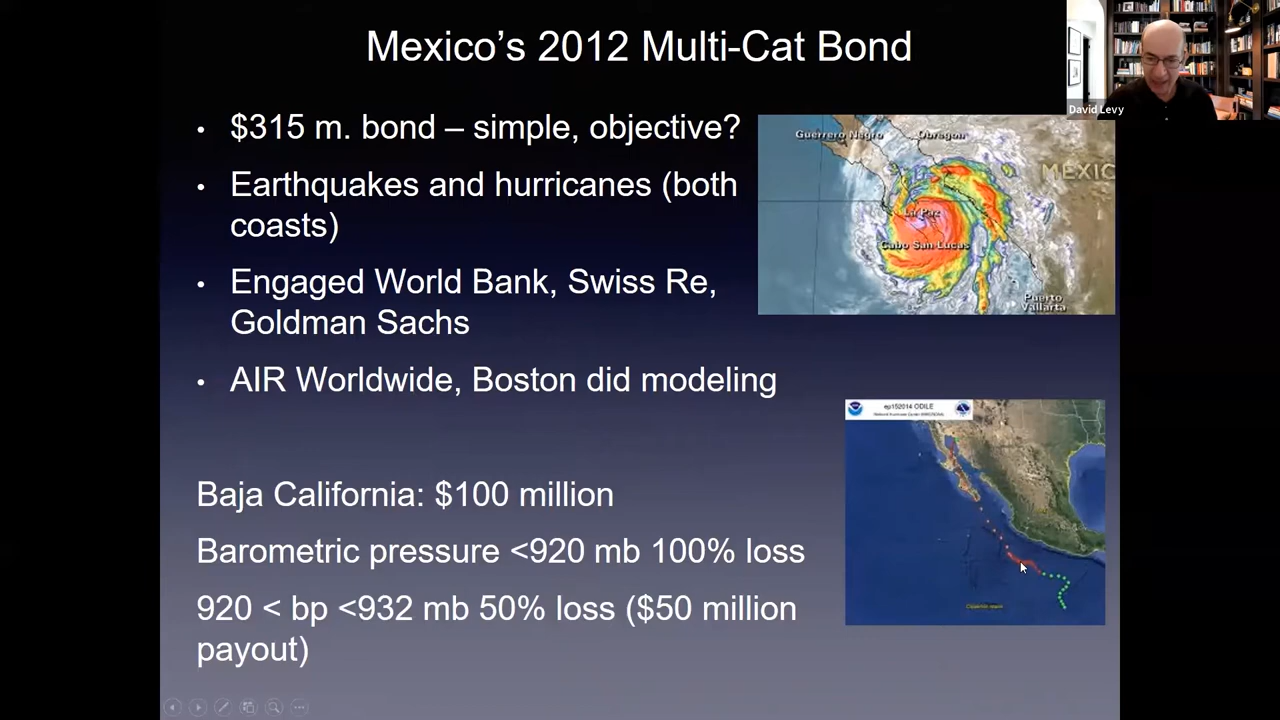 Mexico's 2012 Multi-Cat Bond
David Levy
• $315 m. bond – simple, objective?
• Earthquakes and hurricanes (both
coasts)
• Engaged World Bank, Swiss Re,
Goldman Sachs
• AIR Worldwide, Boston did modeling
Baja California: $100 million
Barometric pressure <920 mb 100% loss
920 < bp <932 mb 50% loss ($50 million
payout)
Guerrero Negro
Obregon
MEXIC
La Paz
Cabo San Lucas
Puerto
Vallarta
ep152014 ODILE